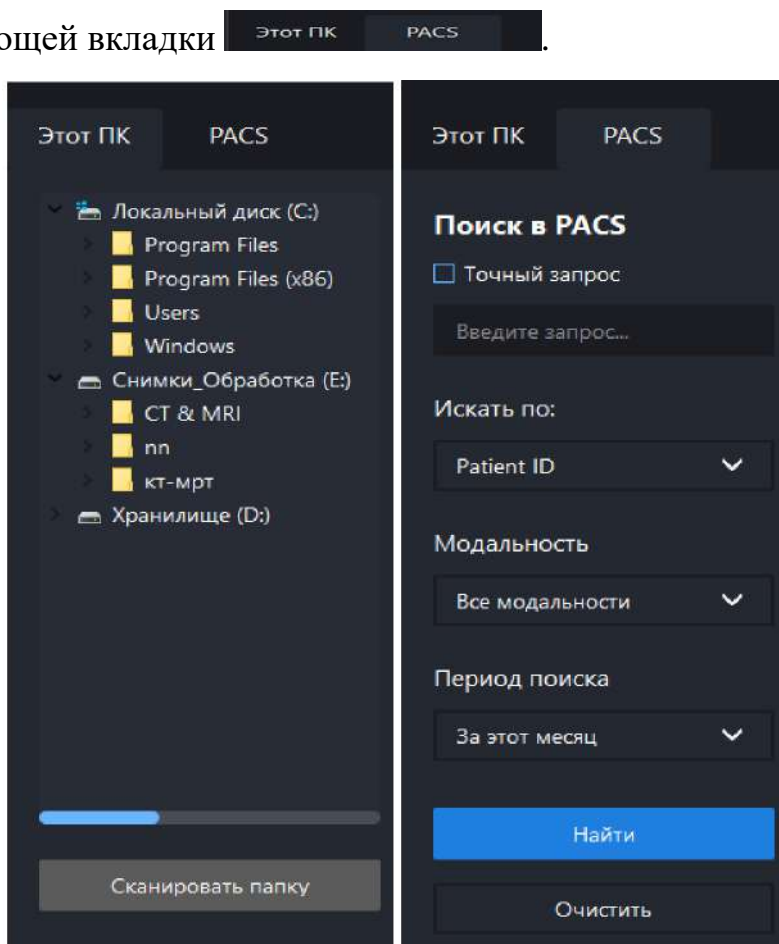 ющей вкладки Этот ПК PACS .
Этот ПК PACS
Локальный диск (C:)
Program Files
Program Files (x86)
Users
Windows
Снимки_Обработка (E:)
CT & MRI
nn
кт-мрт
Хранилище (D:)
Сканировать папку
Этот ПК PACS
Поиск в PACS
Точный запрос
Введите запрос...
Искать по:
Patient ID
Модальность
Все модальности
Период поиска
За этот месяц
Найти
Очистить